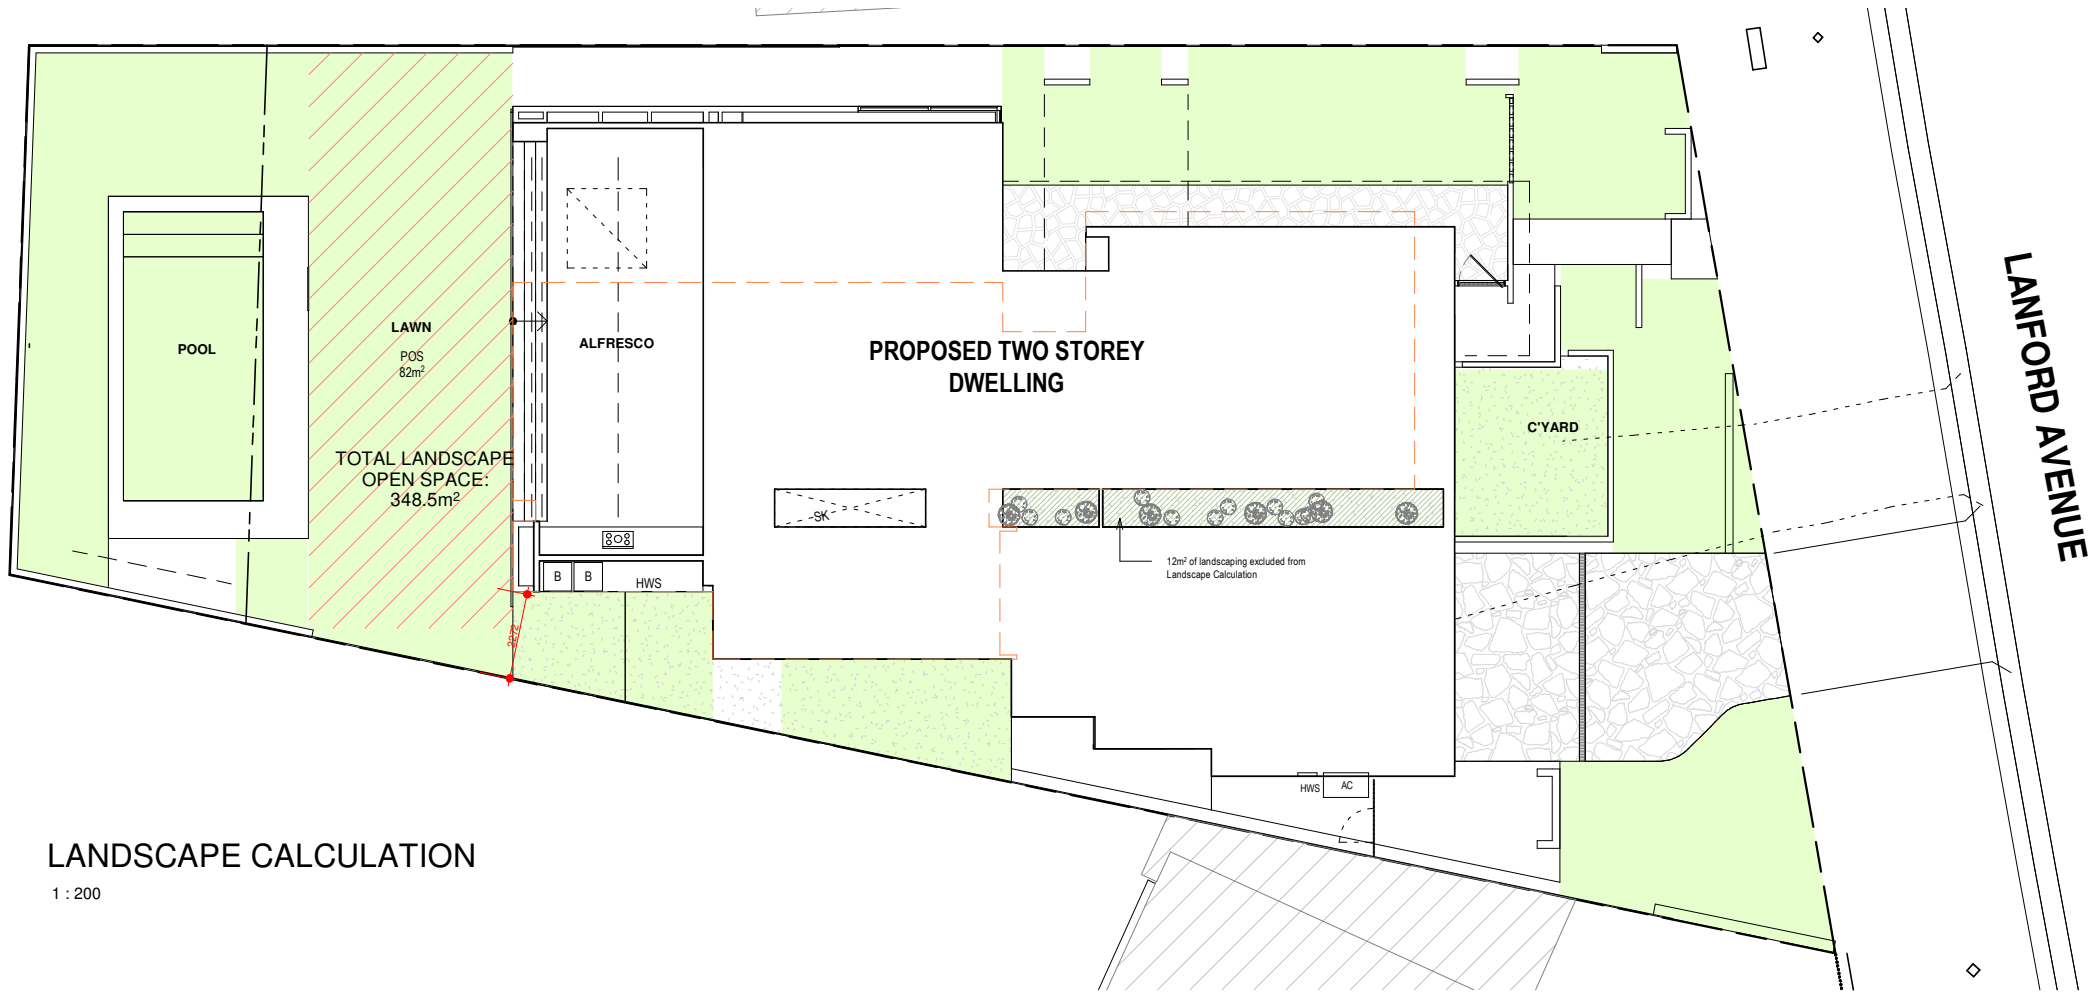 LAWN
POS
82m²
POOL
ALFRESCO
PROPOSED TWO STOREY
DWELLING
LANFORD AVENUE
C'YARD
TOTAL LANDSCAPE
OPEN SPACE:
348.5m²
SK
12m² of landscaping excluded from
Landscape Calculation
B
B
HWS
3272
HWS
AC
LANDSCAPE CALCULATION
1 : 200